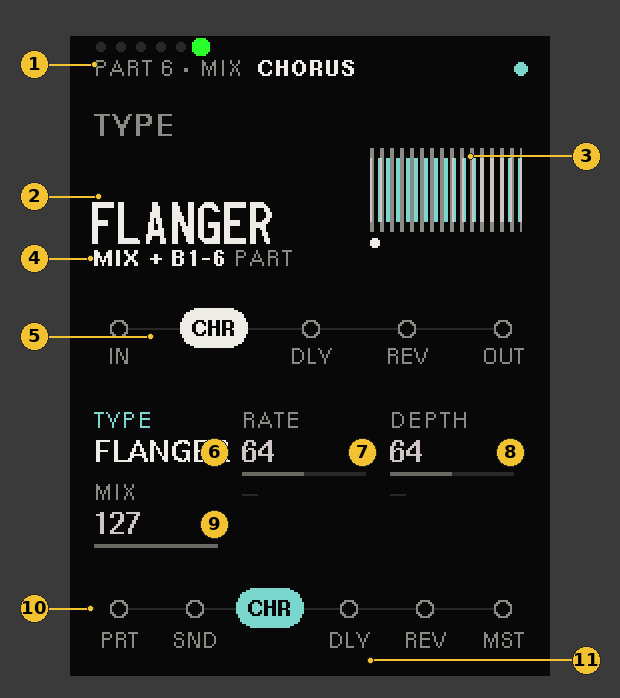 1 PART 6 · MIX CHORUS
TYPE
3
2
FLANGER
4 MIX + B1-6 PART
CHR
5
IN DLY REV OUT
TYPE RATE DEPTH
FLANGER 6 64 7 64 8
MIX
127 9
10 CHR
PRT SND DLY REV MST
11